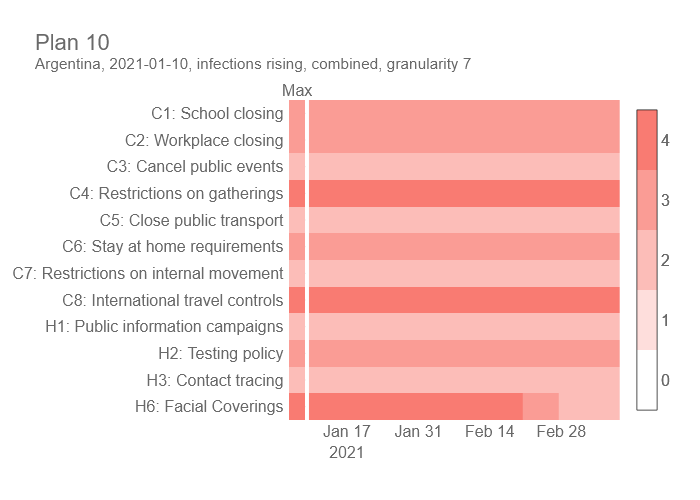 Plan 10
Argentina, 2021-01-10, infections rising, combined, granularity 7
Max
C1: School closing
C2: Workplace closing
C3: Cancel public events
C4: Restrictions on gatherings
C5: Close public transport
C6: Stay at home requirements
C7: Restrictions on internal movement
C8: International travel controls
H1: Public information campaigns
H2: Testing policy
H3: Contact tracing
H6: Facial Coverings
Jan 17 Jan 31 Feb 14 Feb 28
2021
4
3
2
1
0